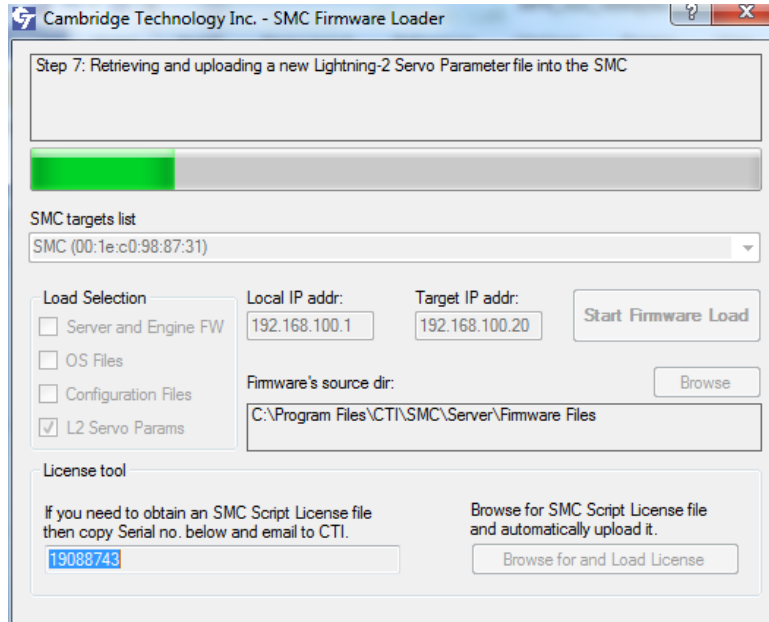 Cambridge Technology Inc. - SMC Firmware Loader
Step 7: Retrieving and uploading a new Lightning-2 Servo Parameter file into the SMC
SMC targets list
SMC (00:1e:c0:98:87:31)
Load Selection
Server and Engine FW
OS Files
Configuration Files
L2 Servo Params
Local IP addr:
192.168.100.1
Target IP addr:
192.168.100.20
Start Firmware Load
Firmware's source dir:
Browse
C:\Program Files\CTI\SMC\Server\Firmware Files
License tool
If you need to obtain an SMC Script License file
then copy Serial no. below and email to CTI.
19088743
Browse for SMC Script License file
and automatically upload it.
Browse for and Load License